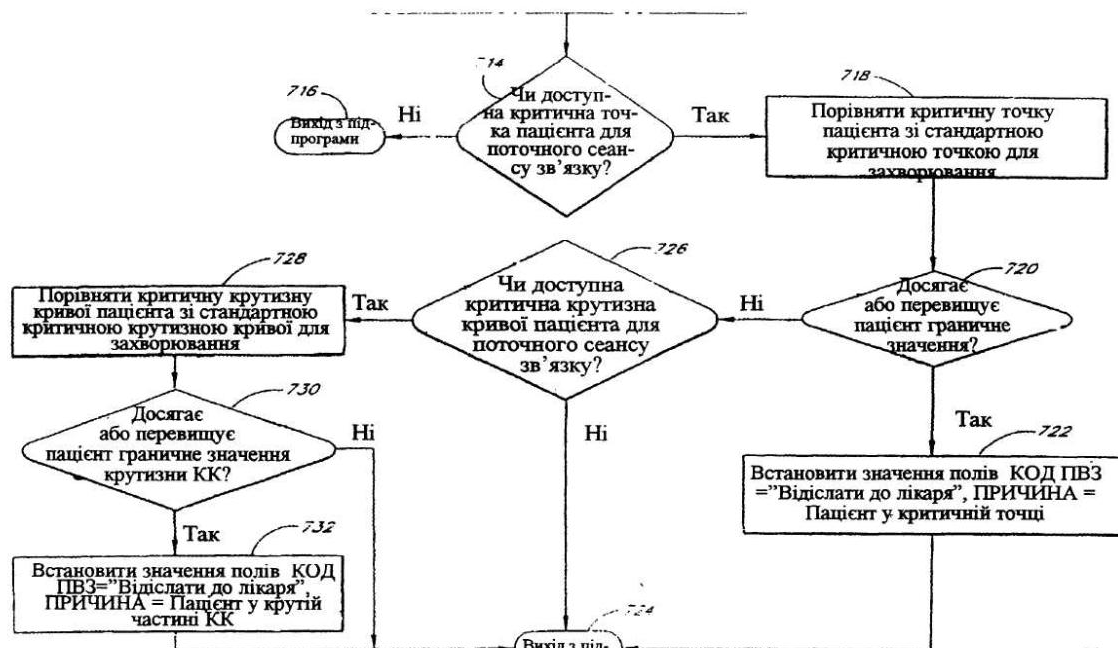 714
Чи доступ-
на критична точ-
ка пацієнта для
поточного сеан-
су зв’язку?
716
Вихід з під-
програми
Ні
Так
718
Порівняти критичну точку
пацієнта зі стандартною
критичною точкою для
захворювання
720
Досягає
або перевищує
пацієнт граничне
значення?
Ні
Так
722
Встановити значення полів КОД ПВЗ
=”Відіслати до лікаря”, ПРИЧИНА =
Пацієнт у критичній точці
726
Чи доступна
критична крутизна
кривої пацієнта для
поточного сеансу
зв’язку?
Так
Ні
728
Порівняти критичну крутизну
кривої пацієнта зі стандартною
критичною крутизною кривої для
захворювання
730
Досягає
або перевищує
пацієнт граничне значення
крутизни КК?
Ні
Так
732
Встановити значення полів КОД
ПВЗ=”Відіслати до лікаря”,
ПРИЧИНА = Пацієнт у крутій
частині КК
724
Вихід з під-